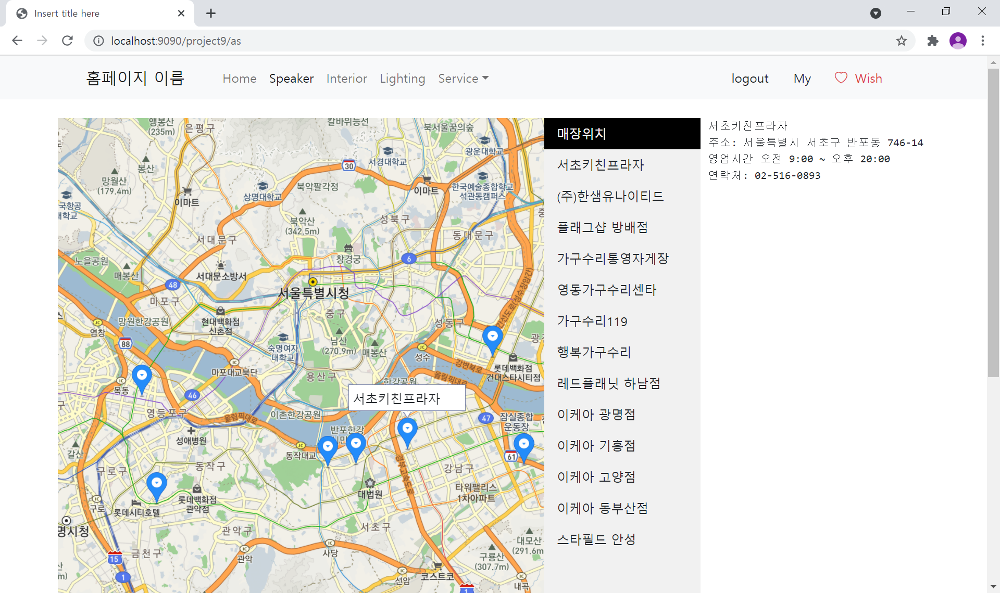 Insert title here
localhost:9090/project9/as
홈페이지 이름
Home
Speaker
Interior
Lighting
Service
logout
My
Wish
앵봉산
(235m)
은평구
칼바위능선
북서울꿈의숲
광운대학교
서경대학교
30
봉산
망월산
(179.4m)
이마트
상명대학교
북악팔각정
이마트
한국예술종합학교
석관동캠퍼스
국항공
대학교
북악산
(342.5m)
성북구
동대문구
서대문구
노을공원
매봉산
서대문소방서
창경궁
6
48
서울특별시청
마포구
중구
망원한강공원
현대백화점
신촌점
성동구
염창
88
숙명여자
대학교
남산
(270.9m)
매봉산
성수
강변북로
롯데백화점
건대스타시티점
마포대교북단
용산구
한강공원
올림픽대로
목동
46
서초키친프라자
영등포구
올림픽대로
이촌한강공원
47
잠실종합
운동장
반포한강
성애병원
동작대교
61
갈산
구로구
동작구
경부고속도로
강남구
대법원
타워팰리스
1차아파트
구로
롯데시티호텔
롯데백화점
관악점
명시청
관악구
서초구
대모산
(291.6m
금천구
15
관악
사당
구룡산
(307.7m)
1
선암
코스트코
내곡
1
매장위치
서초키친프라자
(주)한샘유나이티드
플래그샵 방배점
가구수리통영자게장
영동가구수리센타
가구수리119
행복가구수리
레드플래닛 하남점
이케아 광명점
이케아 기흥점
이케아 고양점
이케아 동부산점
스타필드 안성
서초키친프라자
주소: 서울특별시 서초구 반포동 746-14
영업시간 오전 9:00 ~ 오후 20:00
연락처: 02-516-0893